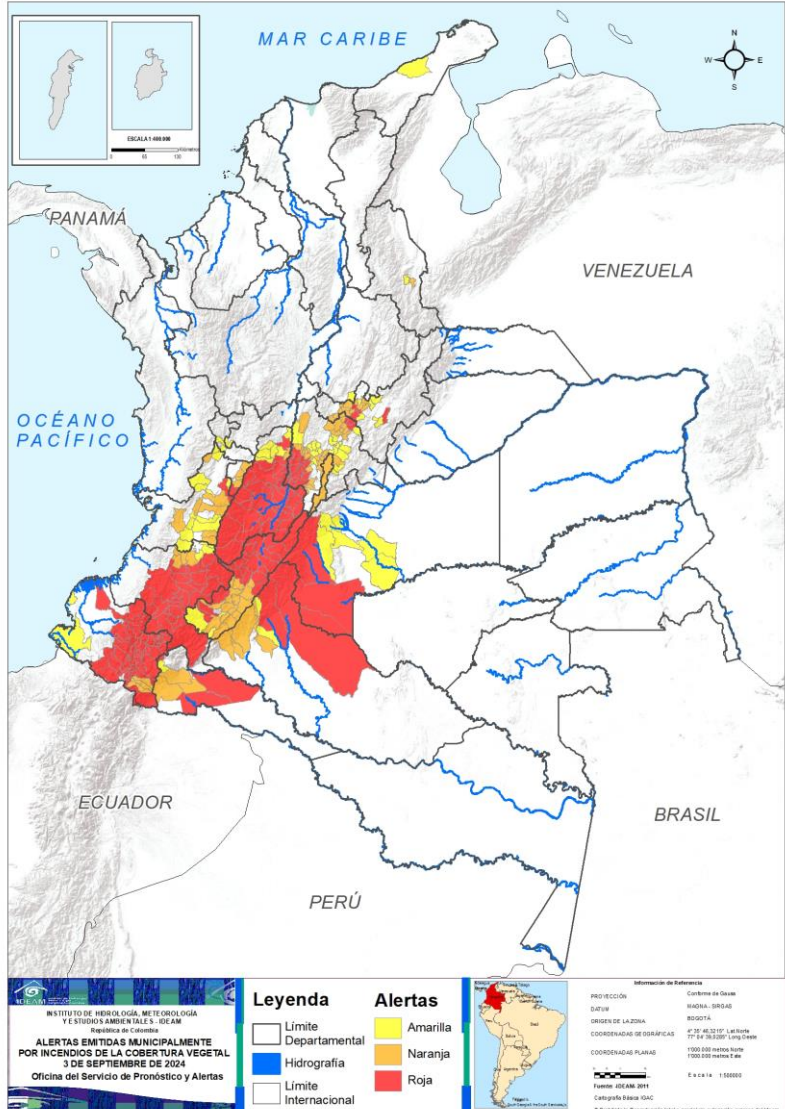 MAR CARIBE
N
W
E
S
ESCALA 1:400.000
PANAMÁ
VENEZUELA
OCÉANO
PACÍFICO
ECUADOR
BRASIL
PERÚ
IDEAM
INSTITUTO DE HIDROLOGÍA, METEOROLOGÍA
Y ESTUDIOS AMBIENTALES - IDEAM
República de Colombia
ALERTAS EMITIDAS MUNICIPALMENTE
POR INCENDIOS DE LA COBERTURA VEGETAL
3 DE SEPTIEMBRE DE 2024
Oficina del Servicio de Pronóstico y Alertas
Leyenda
Límite
Departamental
Hidrografía
Límite
Internacional
Alertas
Amarilla
Naranja
Roja
Información de Referencia
PROYECCIÓN
Conforme de Gauss
DATUM
MAGNA - SIRGAS
ORIGEN DE LA ZONA
BOGOTÁ
COORDENADAS GEOGRÁFICAS
COORDENADAS PLANAS
1'000.000 metros Norte
1'000.000 metros Este
Escala 1:500000
Fuente: IDEAM- 2011
Cartografía Básica IGAC